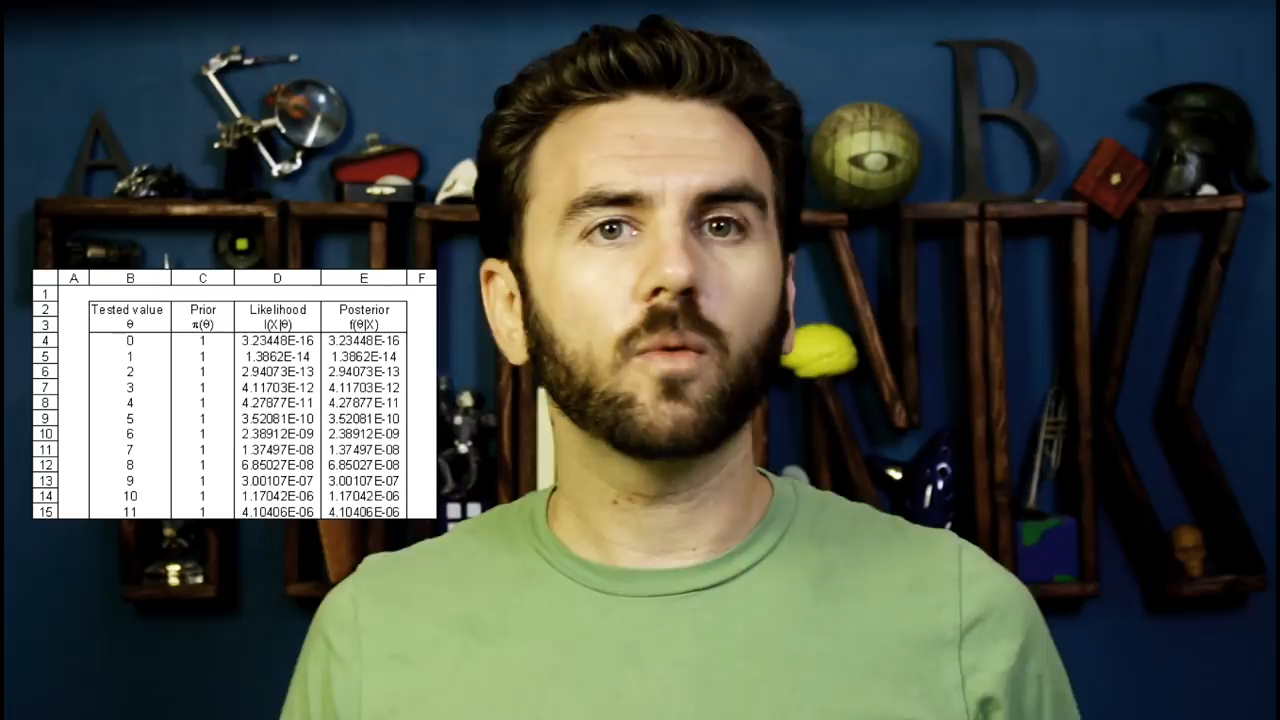 A
B
A B C D E F
1
2 Tested value Prior Likelihood Posterior
3 θ π(θ) l(X|θ) f(θ|X)
4 0 1 3.23448E-16 3.23448E-16
5 1 1 1.3862E-14 1.3862E-14
6 2 1 2.94073E-13 2.94073E-13
7 3 1 4.11703E-12 4.11703E-12
8 4 1 4.27877E-11 4.27877E-11
9 5 1 3.52081E-10 3.52081E-10
10 6 1 2.38912E-09 2.38912E-09
11 7 1 1.37497E-08 1.37497E-08
12 8 1 6.85027E-08 6.85027E-08
13 9 1 3.00107E-07 3.00107E-07
14 10 1 1.17042E-06 1.17042E-06
15 11 1 4.10406E-06 4.10406E-06